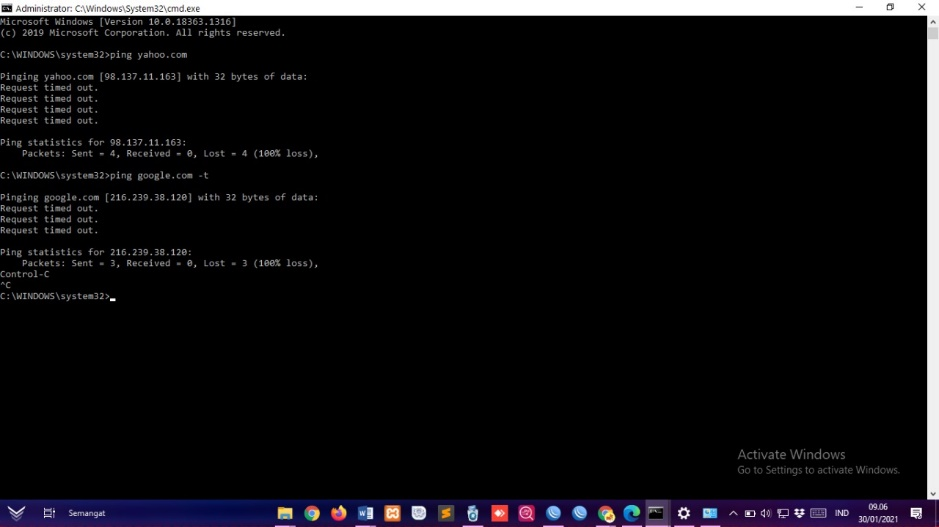 Administrator: C:\Windows\System32\cmd.exe
Microsoft Windows [Version 10.0.18363.1316]
(c) 2019 Microsoft Corporation. All rights reserved.
C:\WINDOWS\system32>ping yahoo.com
Pinging yahoo.com [98.137.11.163] with 32 bytes of data:
Request timed out.
Request timed out.
Request timed out.
Request timed out.
Ping statistics for 98.137.11.163:
Packets: Sent = 4, Received = 0, Lost = 4 (100% loss),
C:\WINDOWS\system32>ping google.com -t
Pinging google.com [216.239.38.120] with 32 bytes of data:
Request timed out.
Request timed out.
Request timed out.
Ping statistics for 216.239.38.120:
Packets: Sent = 3, Received = 0, Lost = 3 (100% loss),
Control-C
^C
C:\WINDOWS\system32>
Activate Windows
Go to Settings to activate Windows.
Semangat
IND
09.06
30/01/2021